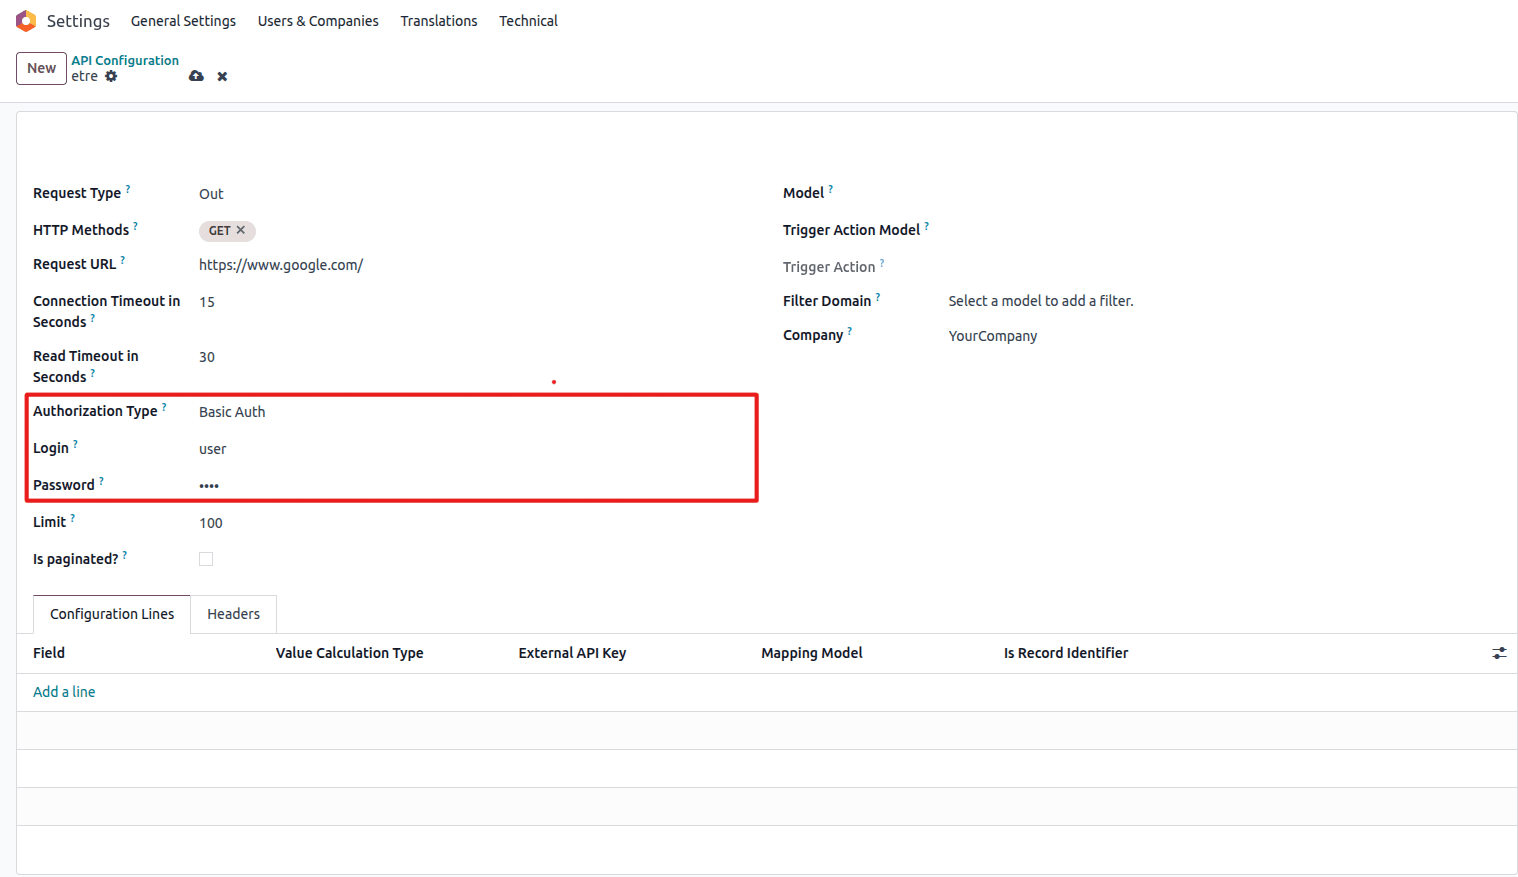 Settings General Settings Users & Companies Translations Technical
New
API Configuration
etre
Request Type ?
Out
HTTP Methods ?
GET ✕
Request URL ?
https://www.google.com/
Connection Timeout in
Seconds ?
15
Read Timeout in
Seconds ?
30
Authorization Type ?
Basic Auth
Login ?
user
Password ?
••••
Limit ?
100
Is paginated? ?
Model ?
Trigger Action Model ?
Trigger Action ?
Filter Domain ?
Select a model to add a filter.
Company ?
YourCompany
Configuration Lines Headers
Field Value Calculation Type External API Key Mapping Model Is Record Identifier
Add a line